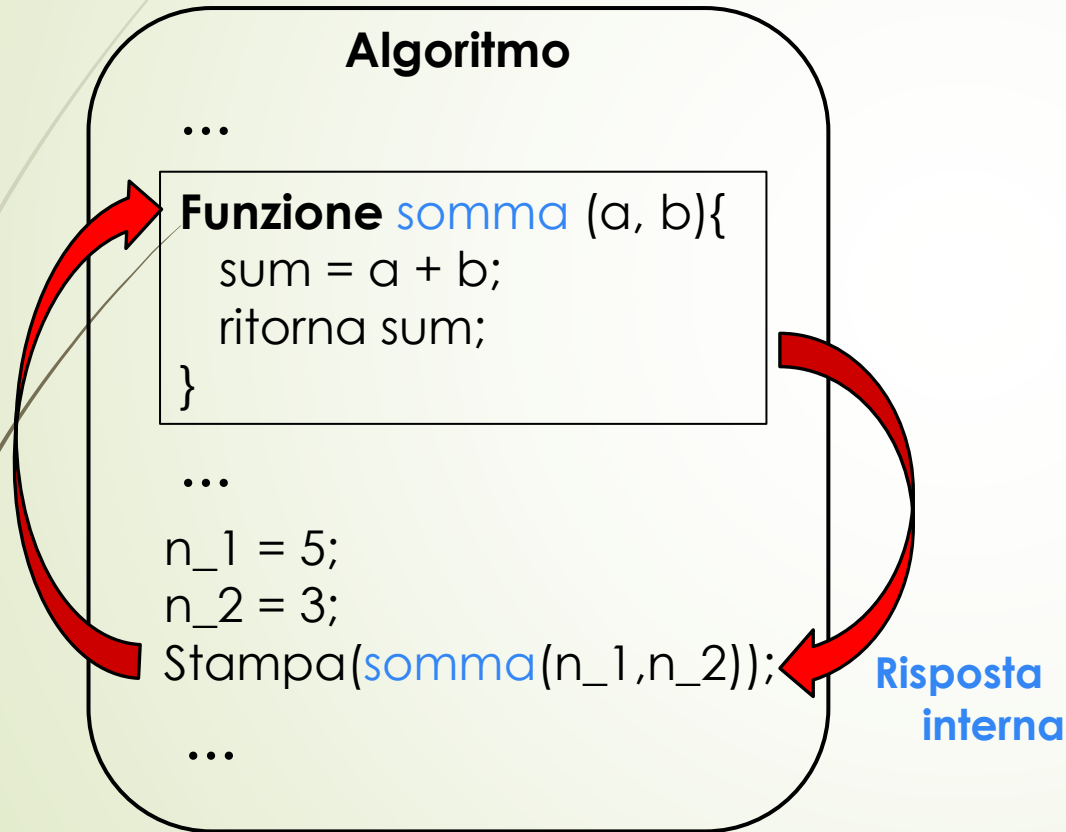 Algoritmo
...
Funzione somma (a, b){
sum = a + b;
ritorna sum;
}
...
n_1 = 5;
n_2 = 3;
Stampa(somma(n_1,n_2));
Risposta
interna
...